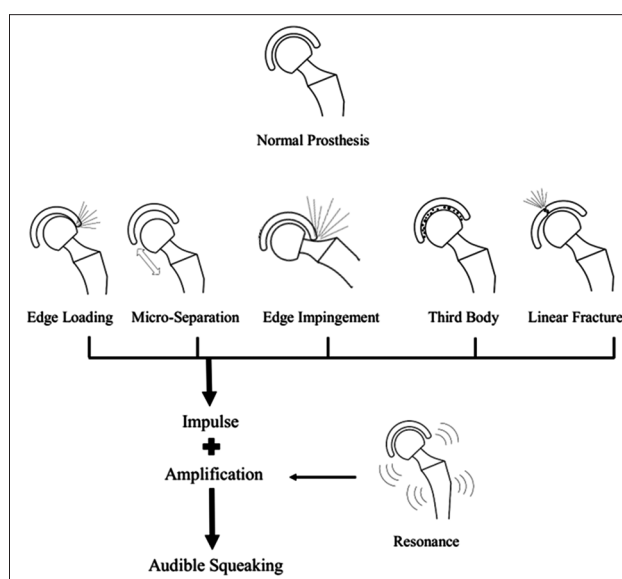 Normal Prosthesis
Edge Loading Micro-Separation Edge Impingement Third Body Linear Fracture
Impulse
Amplification
Resonance
Audible Squeaking